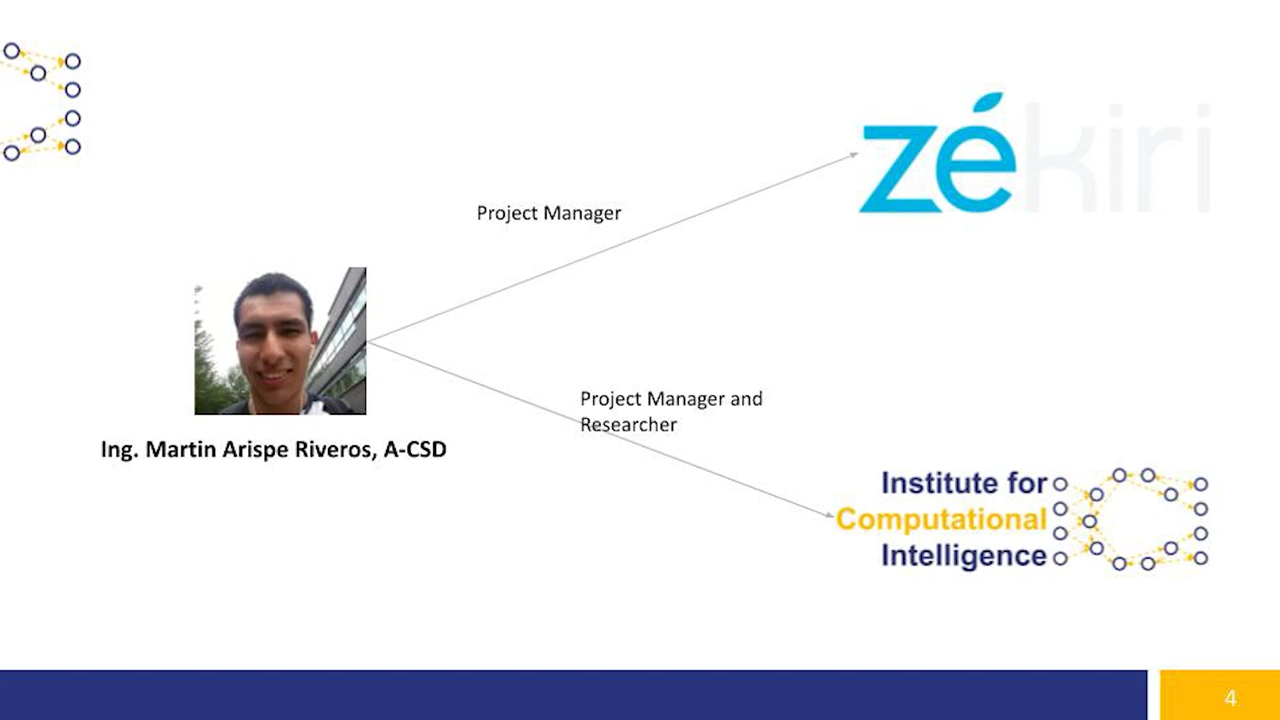 zékiri
Project Manager
Project Manager and
Researcher
Ing. Martin Arispe Riveros, A-CSD
Institute for
Computational
Intelligence
4